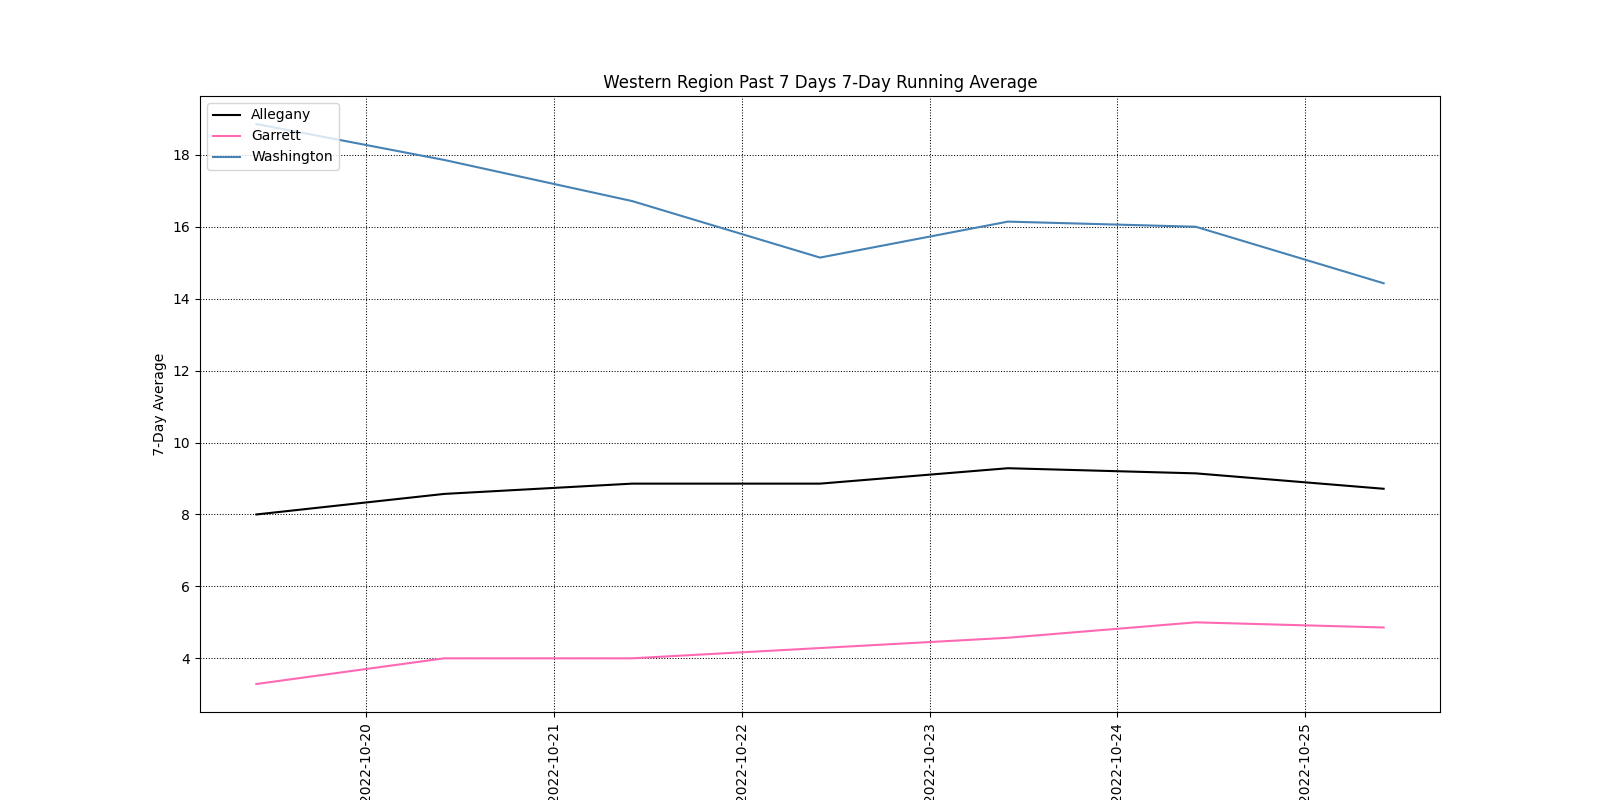 Western Region Past 7 Days 7-Day Running Average
Allegany
Garrett
Washington
7-Day Average
18
16
14
12
10
8
6
4
2022-10-20
2022-10-21
2022-10-22
2022-10-23
2022-10-24
2022-10-25